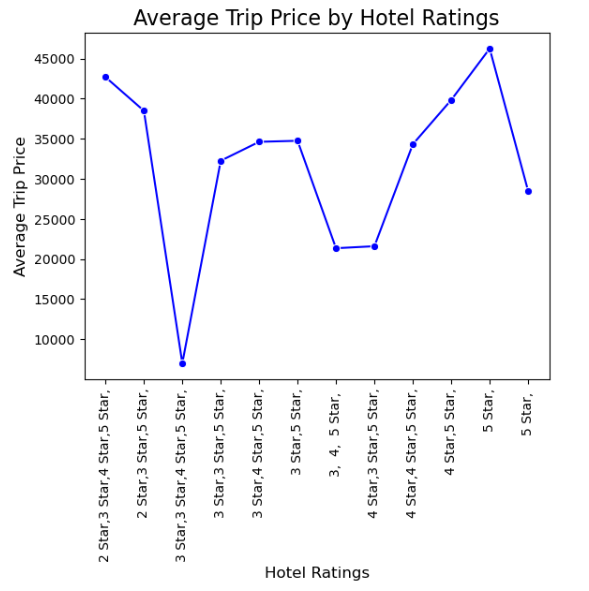 Average Trip Price by Hotel Ratings
Average Trip Price
45000
40000
35000
30000
25000
20000
15000
10000
2 Star,3 Star,4 Star,5 Star,
2 Star,3 Star,5 Star,
3 Star,3 Star,4 Star,5 Star,
3 Star,3 Star,5 Star,
3 Star,4 Star,5 Star,
3 Star,5 Star,
3,  4,  5 Star,
4 Star,3 Star,5 Star,
4 Star,4 Star,5 Star,
4 Star,5 Star,
5 Star,
5 Star,
Hotel Ratings